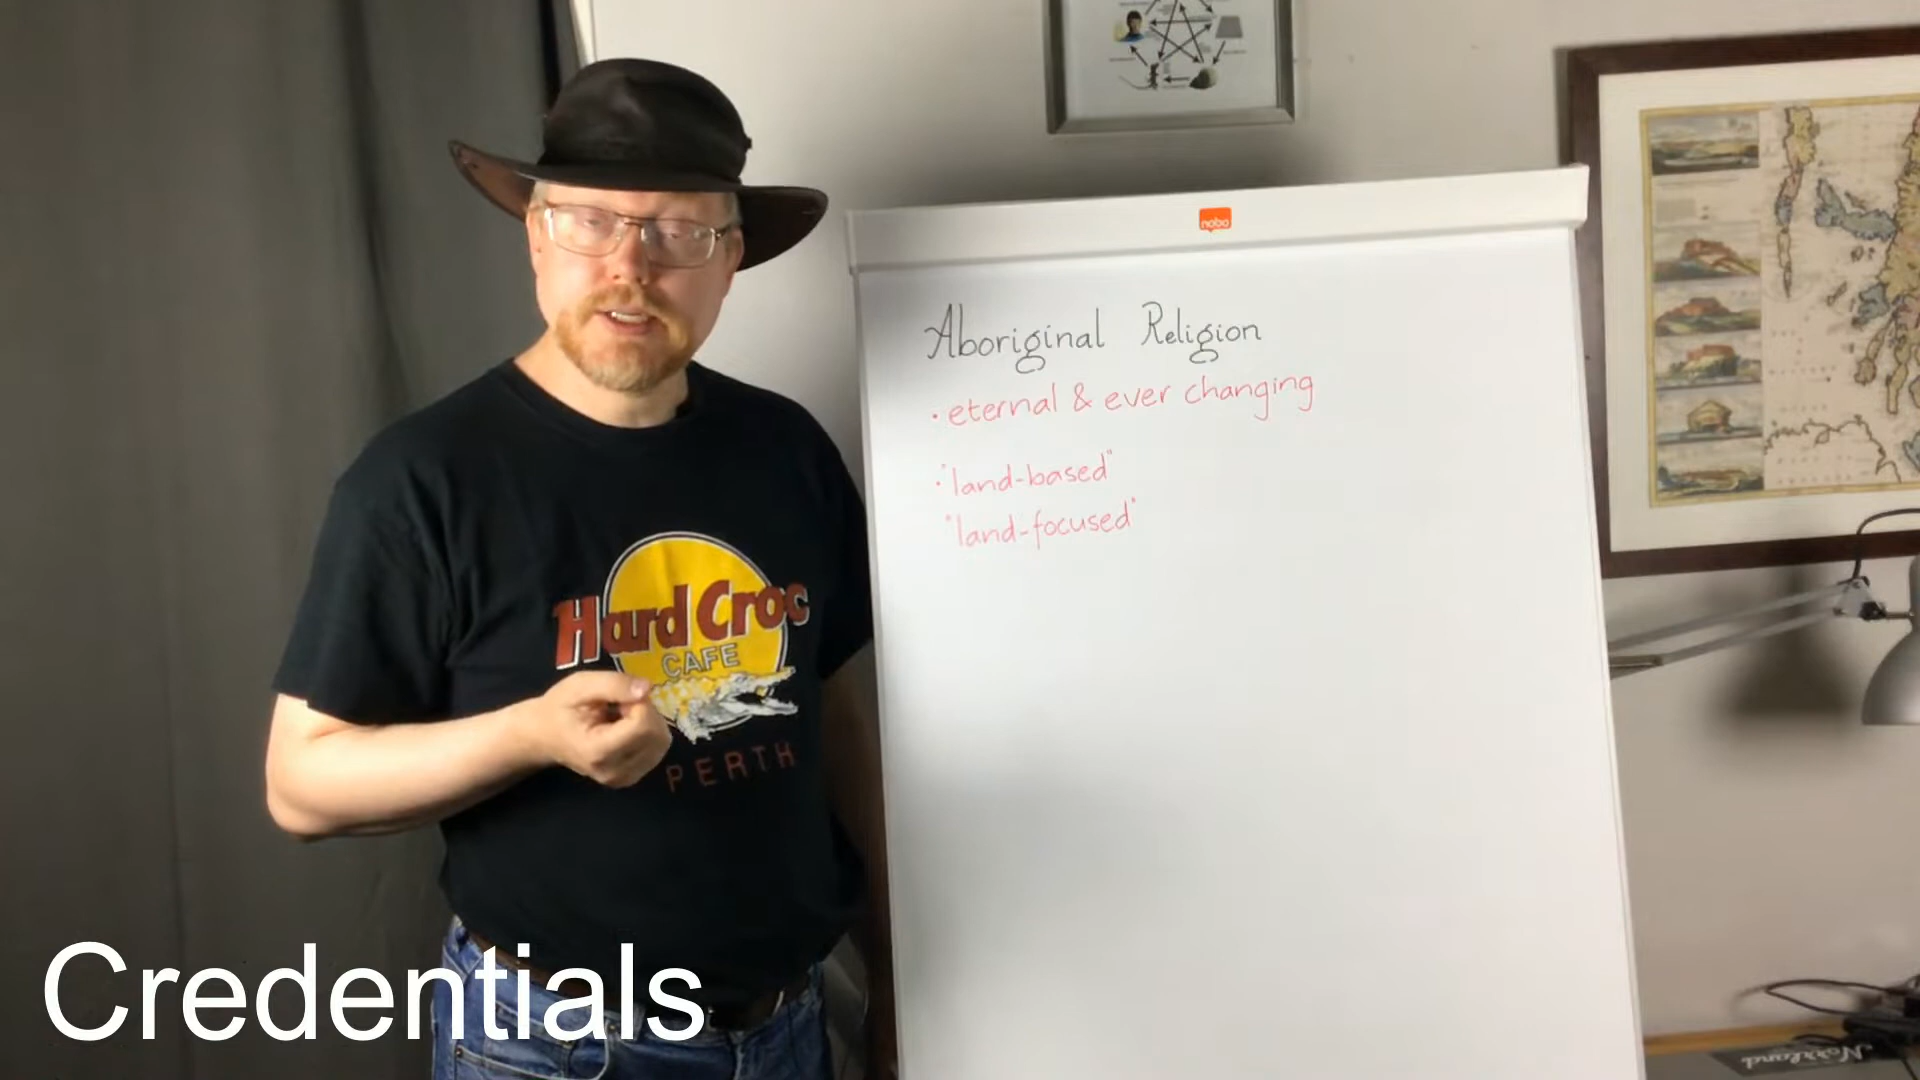 nobo
Aboriginal Religion
• eternal & ever changing
• "land-based"
"land-focused"
Hard Croc
CAFE
PERTH
Credentials